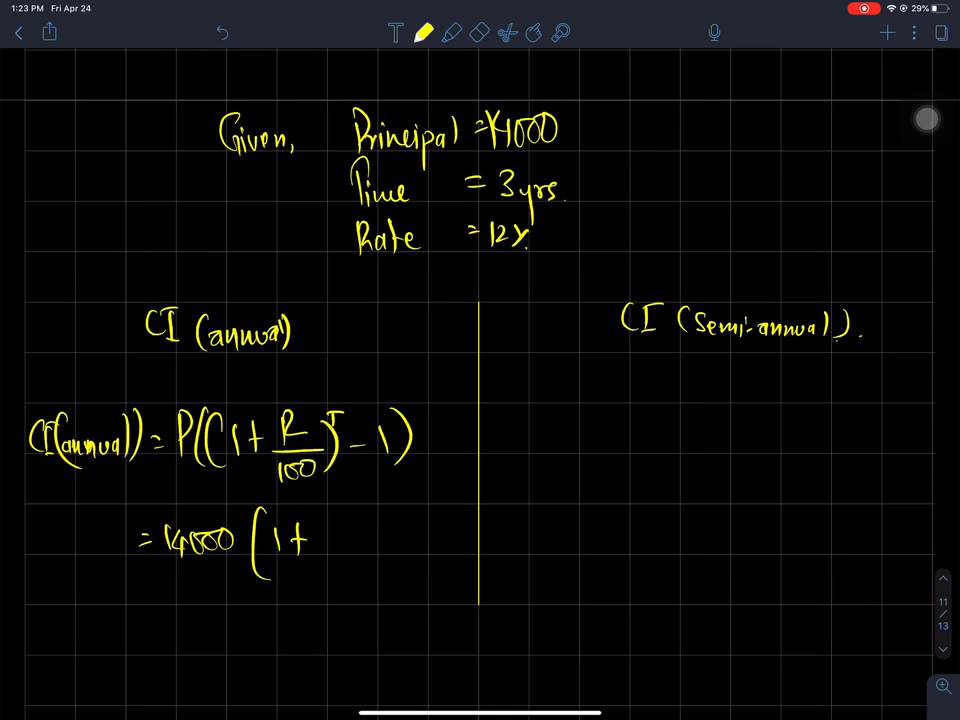 1:23 PM Fri Apr 24 29%
Given, Principal = 14000
Time = 3 yrs.
Rate = 12%
CI (annual)
CI (Semi-annual)).
CI(annual)) = P((1 + R/100)^T - 1)
= 14000 (1 +
11
/
13